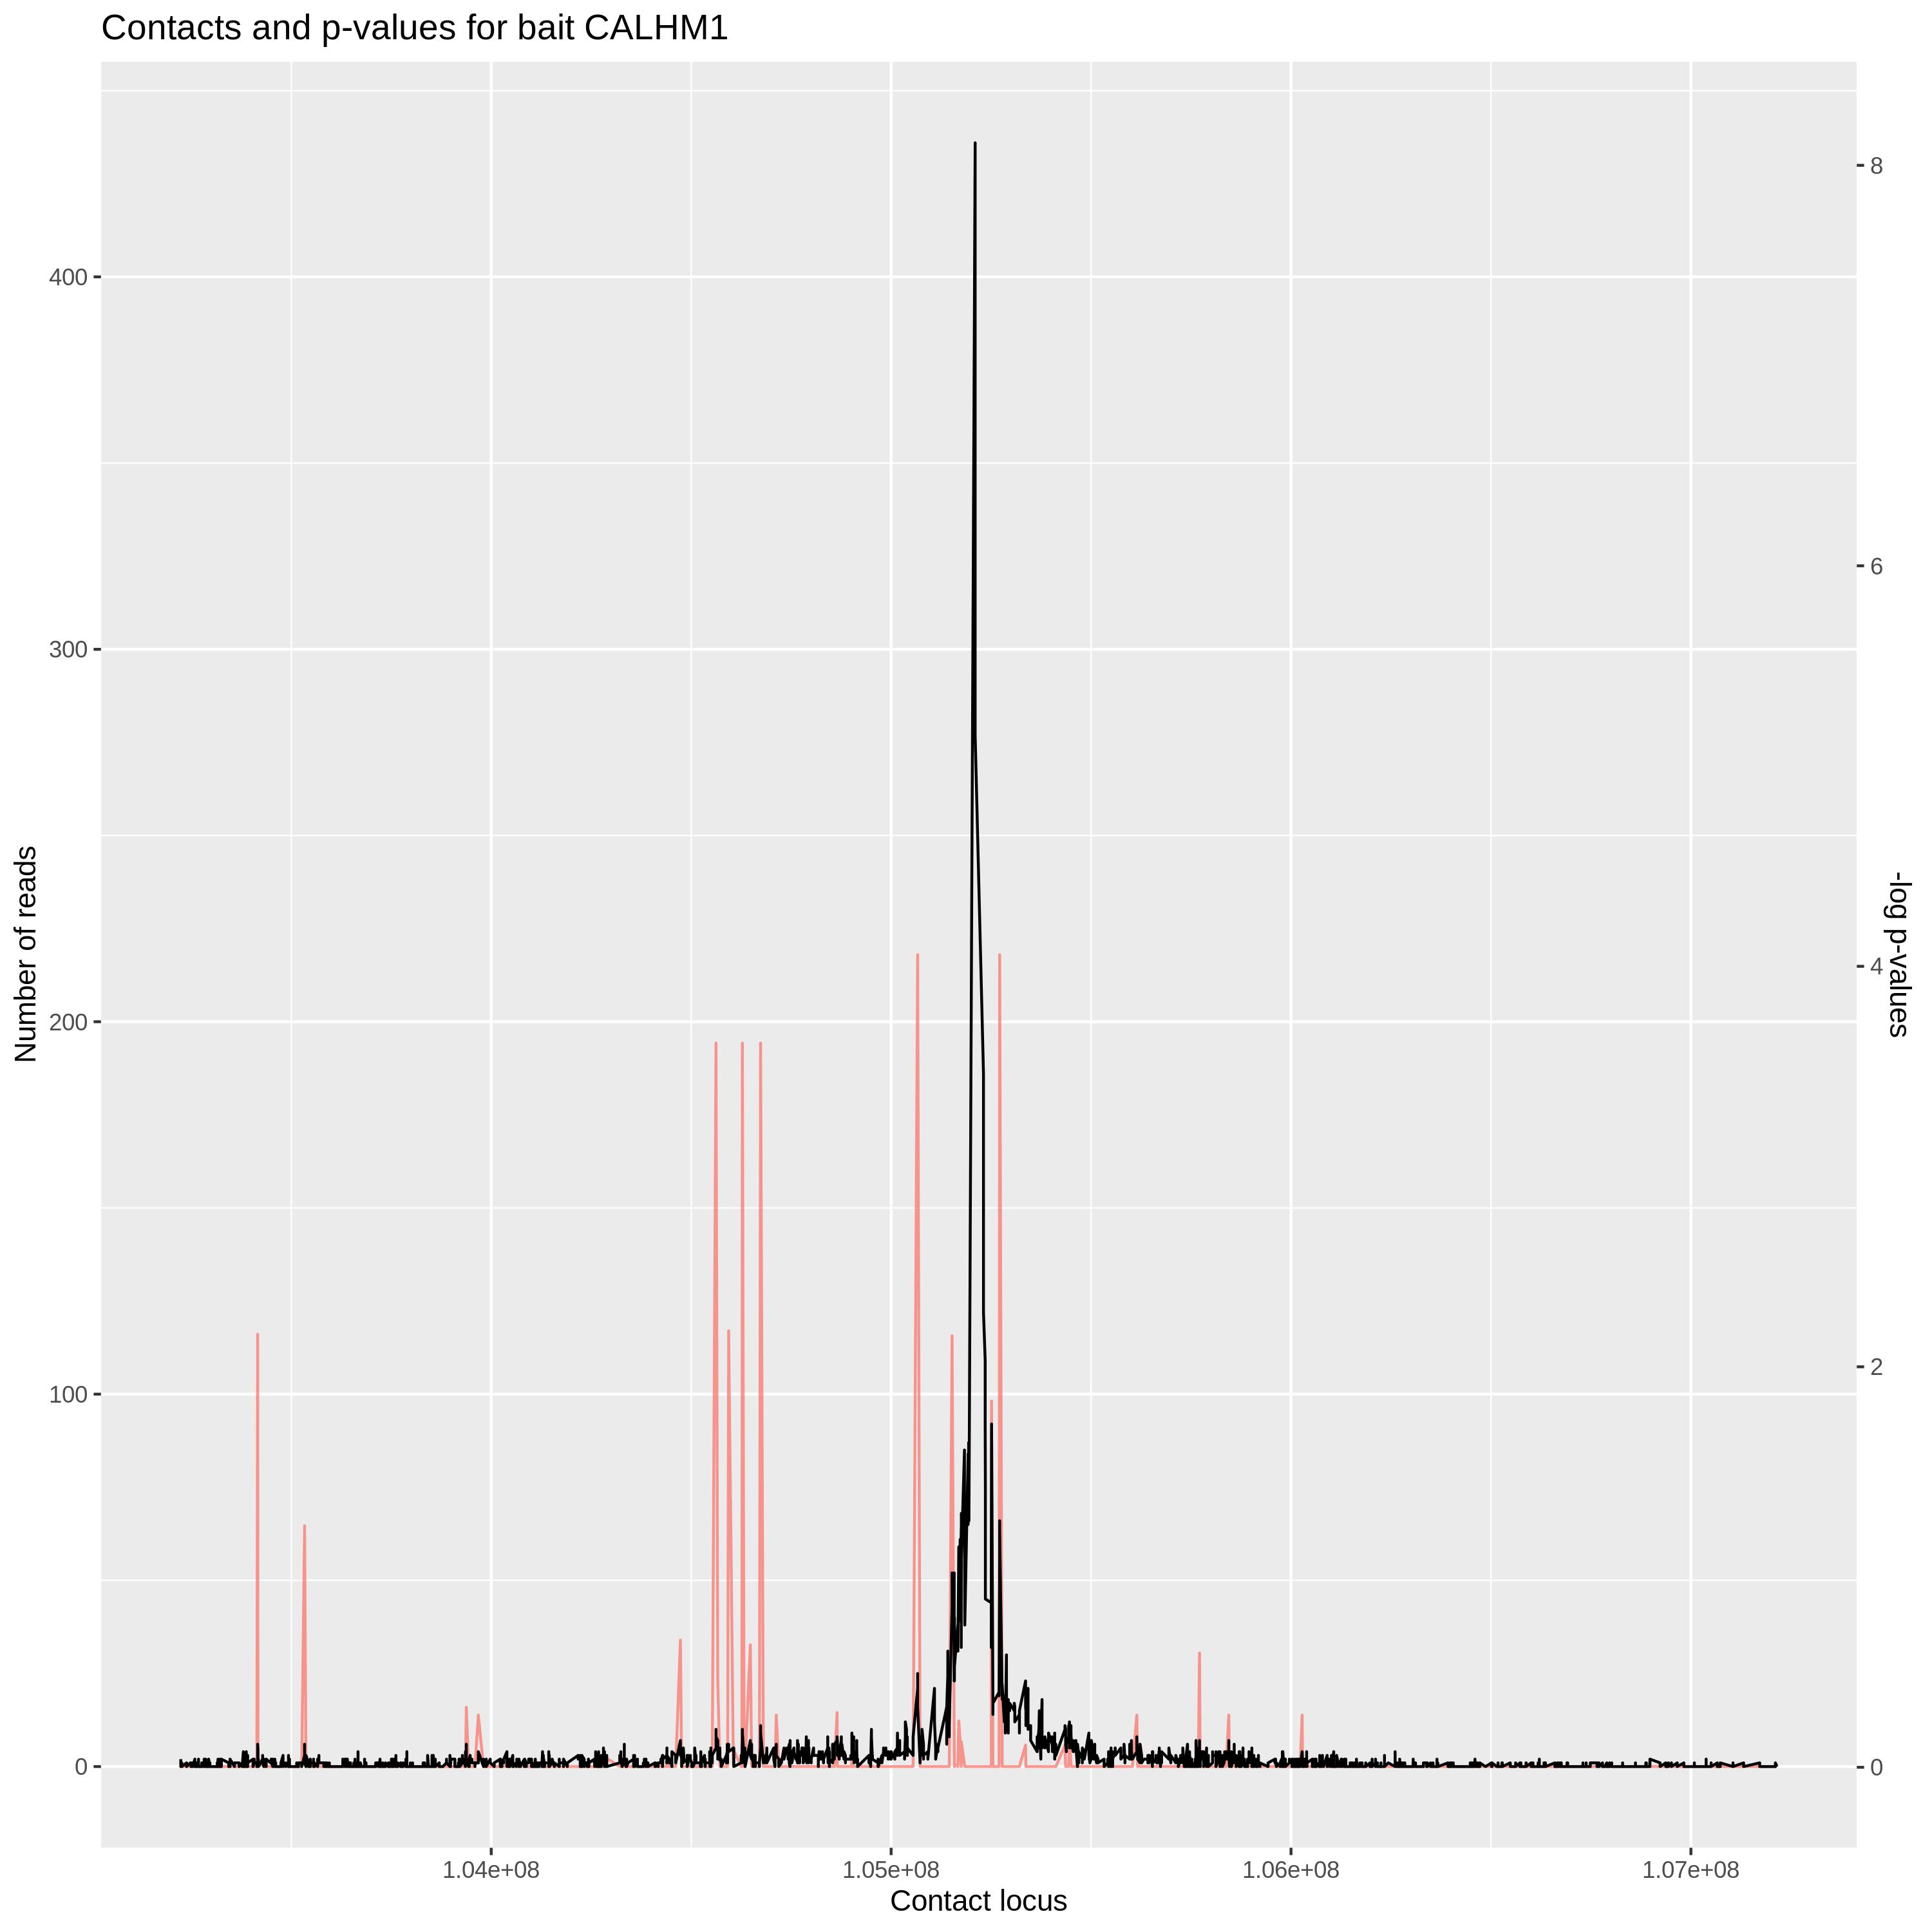 Contacts and p-values for bait CALHM1
400
300
200
100
0
Number of reads
8
6
4
2
0
-log p-values
1.04e+08
1.05e+08
1.06e+08
1.07e+08
Contact locus